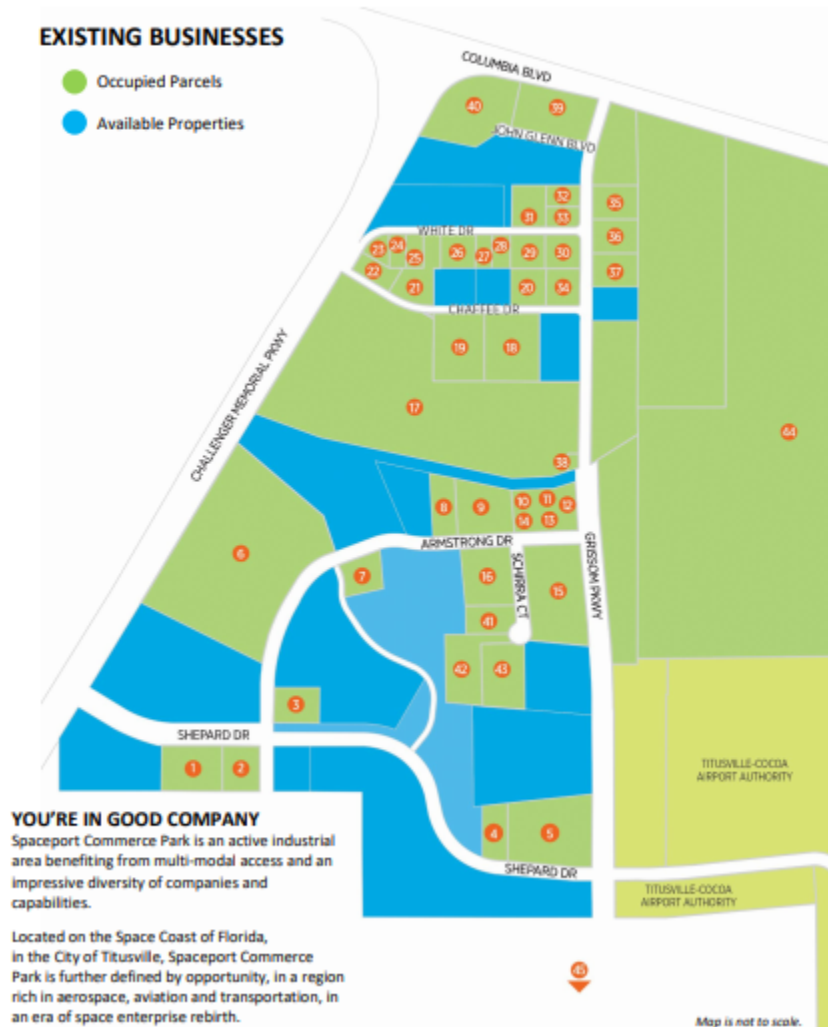 EXISTING BUSINESSES
Occupied Parcels
Available Properties
COLUMBIA BLVD
40
39
JOHN GLENN BLVD
32
35
31
33
WHITE DR
36
23
24
25
26
27
28
29
30
22
37
21
20
34
CHAFFEE DR
19
18
CHALLENGER MEMORIAL PKWY
17
44
38
8
9
10
11
12
14
13
ARMSTRONG DR
6
SCHIRRA CT
GRISSOM PKWY
7
16
15
41
42
43
3
SHEPARD DR
1
2
TITUSVILLE-COCOA
AIRPORT AUTHORITY
4
5
SHEPARD DR
TITUSVILLE-COCOA
AIRPORT AUTHORITY
YOU'RE IN GOOD COMPANY
Spaceport Commerce Park is an active industrial
area benefiting from multi-modal access and an
impressive diversity of companies and
capabilities.
Located on the Space Coast of Florida,
in the City of Titusville, Spaceport Commerce
Park is further defined by opportunity, in a region
rich in aerospace, aviation and transportation, in
an era of space enterprise rebirth.
45
Map is not to scale.